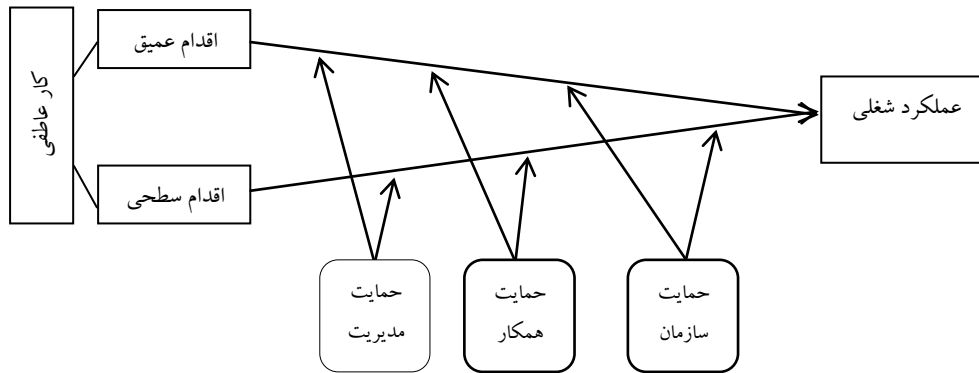 کار عاطفی
اقدام عمیق
اقدام سطحی
عملکرد شغلی
حمایت
سازمان
حمایت
همکار
حمایت
مدیریت